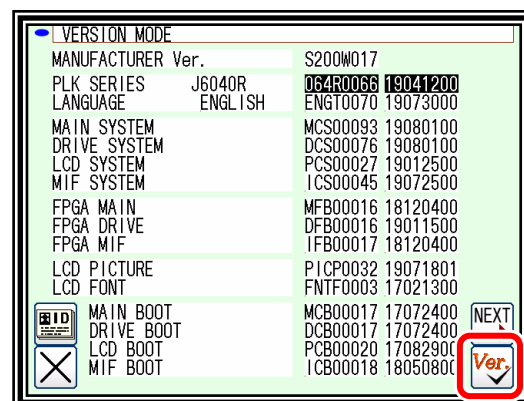 VERSION MODE
MANUFACTURER Ver. S200W017
PLK SERIES J6040R 064R0066 19041200
LANGUAGE ENGLISH ENGT0070 19073000
MAIN SYSTEM MCS00093 19080100
DRIVE SYSTEM DCS00076 19080100
LCD SYSTEM PCS00027 19012500
MIF SYSTEM ICS00045 19072500
FPGA MAIN MFB00016 18120400
FPGA DRIVE DFB00016 19011500
FPGA MIF IFB00017 18120400
LCD PICTURE PICP0032 19071801
LCD FONT FNTF0003 17021300
MAIN BOOT MCB00017 17072400
DRIVE BOOT DCB00017 17072400
LCD BOOT PCB00020 17082900
MIF BOOT ICB00018 18050800
ID
NEXT
Ver.